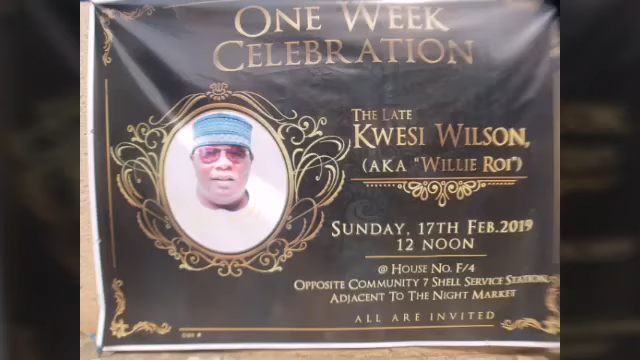 ONE WEEK
CELEBRATION
THE LATE
KWESI WILSON,
(AKA "WILLIE ROI")
SUNDAY, 17TH FEB.2019
12 NOON
@ HOUSE NO. F/4
OPPOSITE COMMUNITY 7 SHELL SERVICE STATION,
ADJACENT TO THE NIGHT MARKET
ALL ARE INVITED